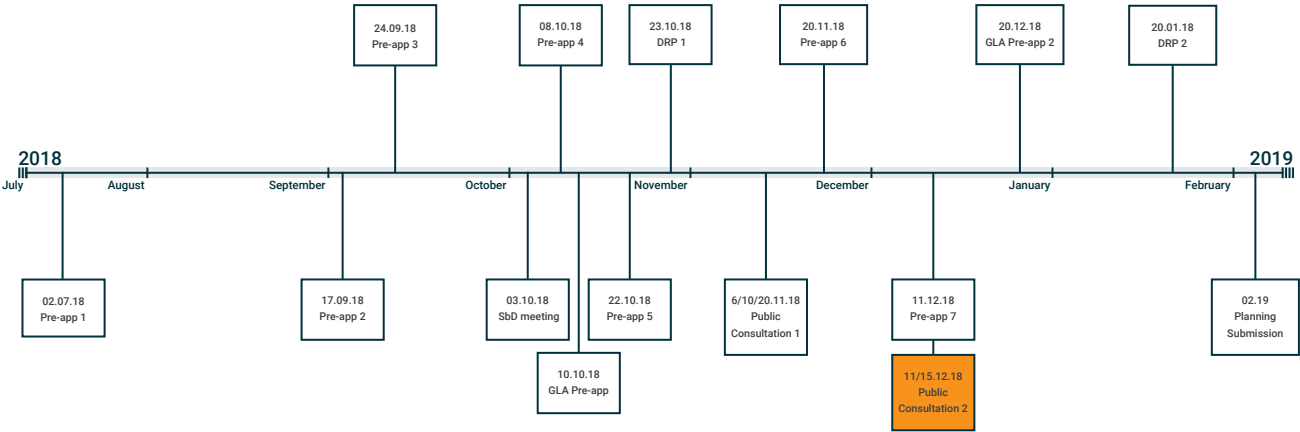 24.09.18
Pre-app 3
08.10.18
Pre-app 4
23.10.18
DRP 1
20.11.18
Pre-app 6
20.12.18
GLA Pre-app 2
20.01.18
DRP 2
2018
2019
July
August
September
October
November
December
January
February
02.07.18
Pre-app 1
17.09.18
Pre-app 2
03.10.18
SbD meeting
10.10.18
GLA Pre-app
22.10.18
Pre-app 5
6/10/20.11.18
Public
Consultation 1
11.12.18
Pre-app 7
11/15.12.18
Public
Consultation 2
02.19
Planning
Submission